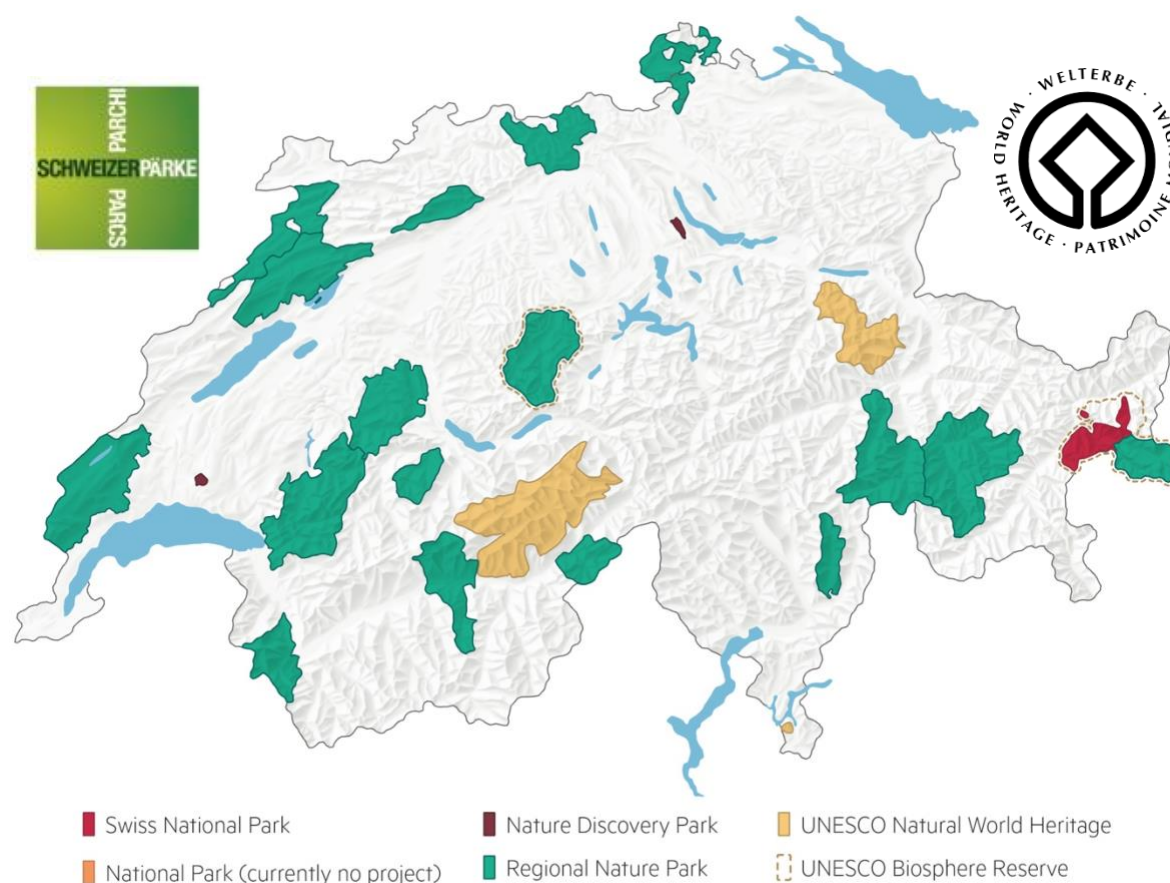 PARCHI
SCHWEIZERPÄRKE
PARCS
· WELTERBE ·
WORLD HERITAGE · PATRIMOINE
Swiss National Park
National Park (currently no project)
Nature Discovery Park
Regional Nature Park
UNESCO Natural World Heritage
UNESCO Biosphere Reserve